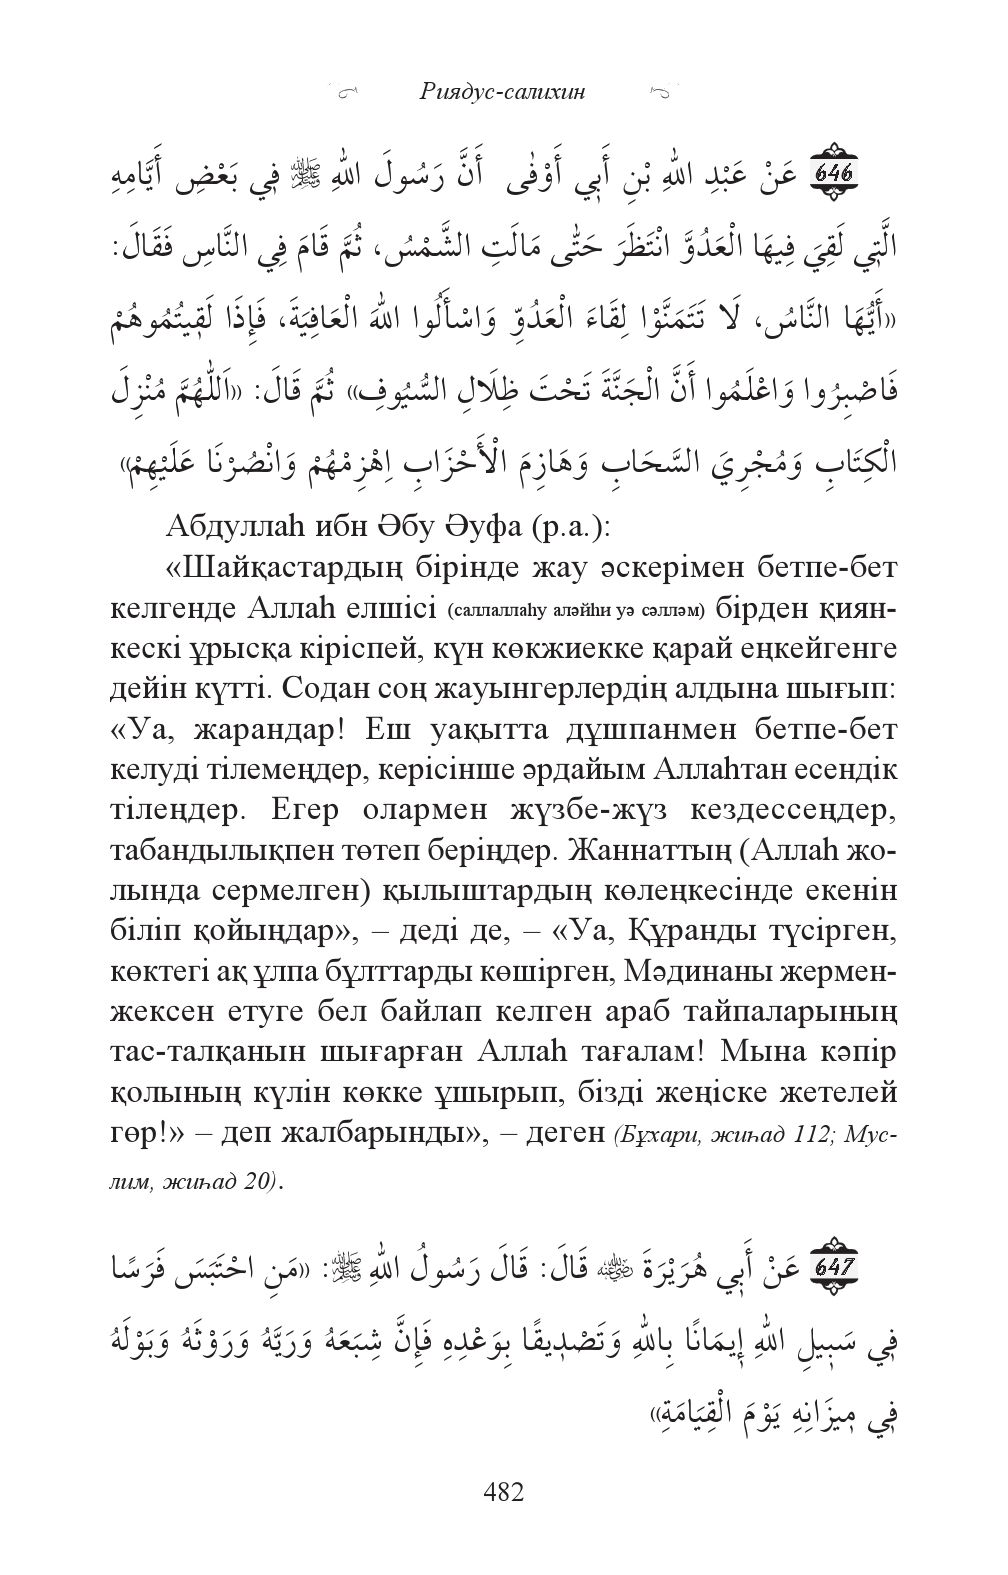 Риядус-салихин
646 عَنْ عَبْدِ اللهِ بْنِ أَبِي أَوْفٰى أَنَّ رَسُولَ اللهِ ﷺ فِي بَعْضِ أَيَّامِهِ
الَّتِي لَقِيَ فِيهَا الْعَدُوَّ انْتَظَرَ حَتّٰى مَالَتِ الشَّمْسُ، ثُمَّ قَامَ فِي النَّاسِ فَقَالَ:
«أَيُّهَا النَّاسُ، لَا تَتَمَنَّوْا لِقَاءَ الْعَدُوِّ وَاسْأَلُوا اللهَ الْعَافِيَةَ، فَإِذَا لَقِيتُمُوهُمْ
فَاصْبِرُوا وَاعْلَمُوا أَنَّ الْجَنَّةَ تَحْتَ ظِلَالِ السُّيُوفِ» ثُمَّ قَالَ: «اَللّٰهُمَّ مُنْزِلَ
الْكِتَابِ وَمُجْرِيَ السَّحَابِ وَهَازِمَ الْأَحْزَابِ اِهْزِمْهُمْ وَانْصُرْنَا عَلَيْهِمْ»
Абдуллаһ ибн Әбу Әуфа (р.а.):
«Шайқастардың бірінде жау әскерімен бетпе-бет
келгенде Аллаһ елшісі (саллаллаһу аләйһи уә сәлләм) бірден қиян-
кескі ұрысқа кіріспей, күн көкжиекке қарай еңкейгенге
дейін күтті. Содан соң жауынгерлердің алдына шығып:
«Уа, жарандар! Еш уақытта дұшпанмен бетпе-бет
келуді тілемеңдер, керісінше әрдайым Аллаһтан есендік
тілеңдер. Егер олармен жүзбе-жүз кездессеңдер,
табандылықпен төтеп беріңдер. Жаннаттың (Аллаһ жо-
лында сермелген) қылыштардың көлеңкесінде екенін
біліп қойыңдар», – деді де, – «Уа, Құранды түсірген,
көктегі ақ ұлпа бұлттарды көшірген, Мәдинаны жермен-
жексен етуге бел байлап келген араб тайпаларының
тас-талқанын шығарған Аллаһ тағалам! Мына кәпір
қолының күлін көкке ұшырып, бізді жеңіске жетелей
гөр!» – деп жалбарынды», – деген (Бұхари, жиһад 112; Мус-
лим, жиһад 20).
647 عَنْ أَبِي هُرَيْرَةَ ؓ قَالَ: قَالَ رَسُولُ اللهِ ﷺ: «مَنِ احْتَبَسَ فَرَسًا
فِي سَبِيلِ اللهِ إِيمَانًا بِاللهِ وَتَصْدِيقًا بِوَعْدِهِ فَإِنَّ شِبَعَهُ وَرَيَّهُ وَرَوْثَهُ وَبَوْلَهُ
فِي مِيزَانِهِ يَوْمَ الْقِيَامَةِ»
482